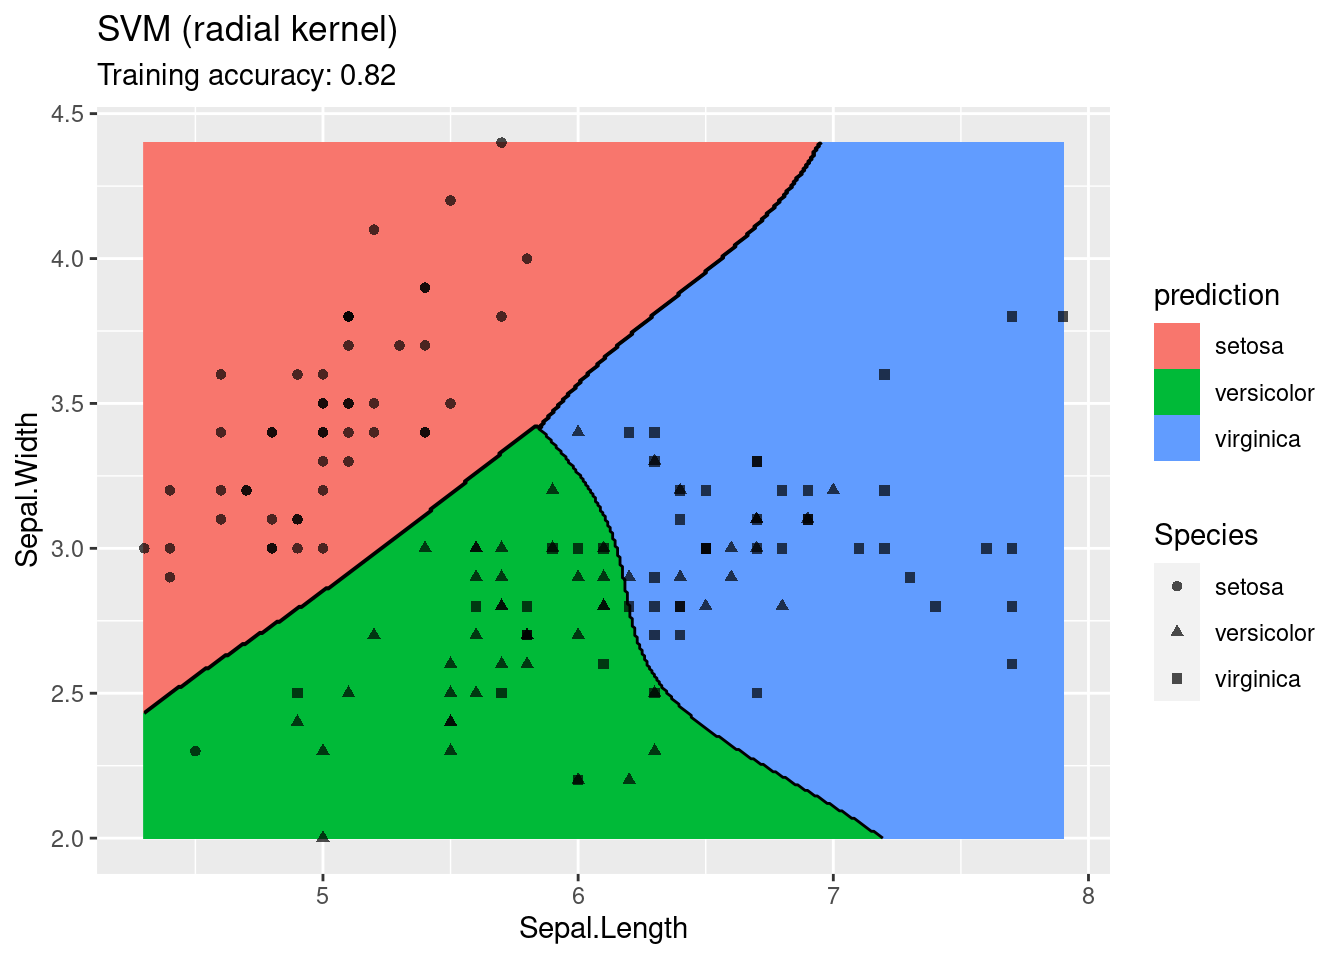 SVM (radial kernel)
Training accuracy: 0.82
4.5
4.0
3.5
3.0
2.5
2.0
Sepal.Width
5 6 7 8
Sepal.Length
prediction
setosa
versicolor
virginica
Species
setosa
versicolor
virginica